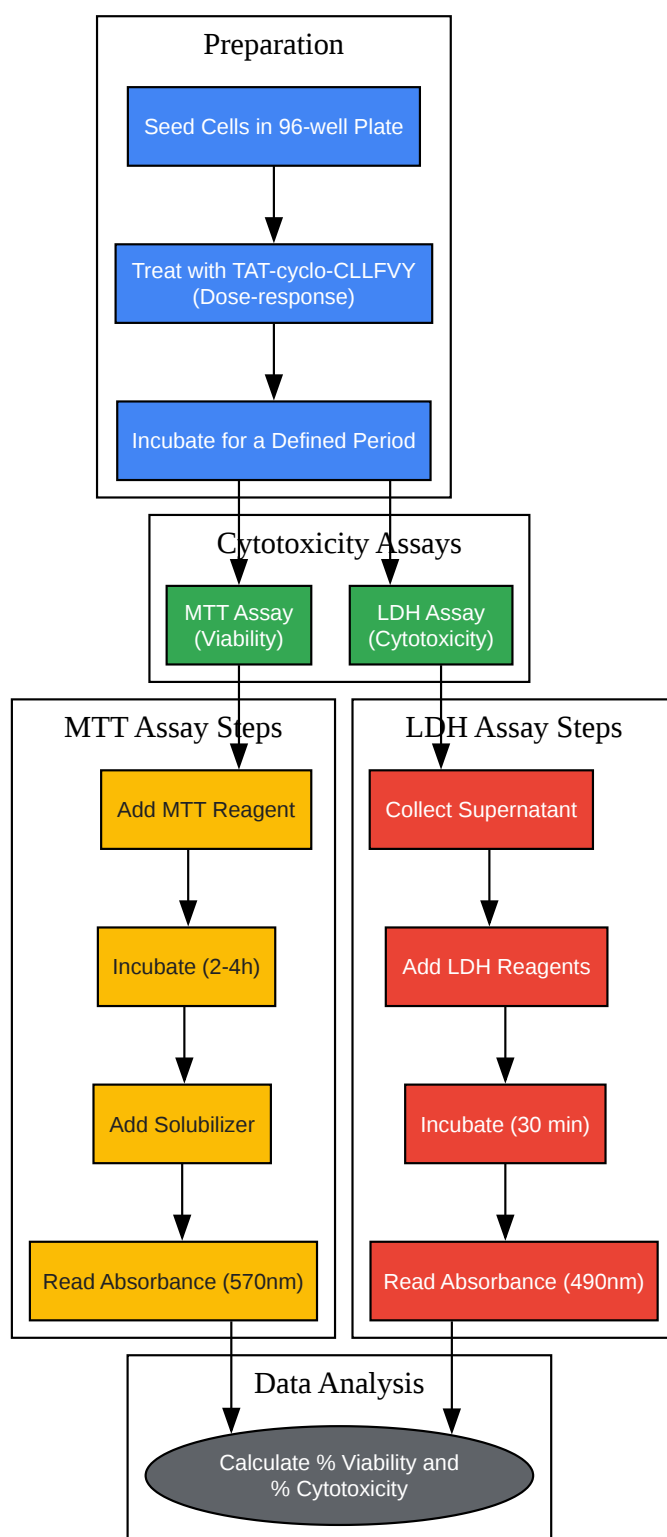 Preparation
Seed Cells in 96-well Plate
Treat with TAT-cyclo-CLLFVY
(Dose-response)
Incubate for a Defined Period
Cytotoxicity Assays
MTT Assay
(Viability)
LDH Assay
(Cytotoxicity)
MTT Assay Steps
Add MTT Reagent
Incubate (2-4h)
Add Solubilizer
Read Absorbance (570nm)
LDH Assay Steps
Collect Supernatant
Add LDH Reagents
Incubate (30 min)
Read Absorbance (490nm)
Data Analysis
Calculate % Viability and
% Cytotoxicity